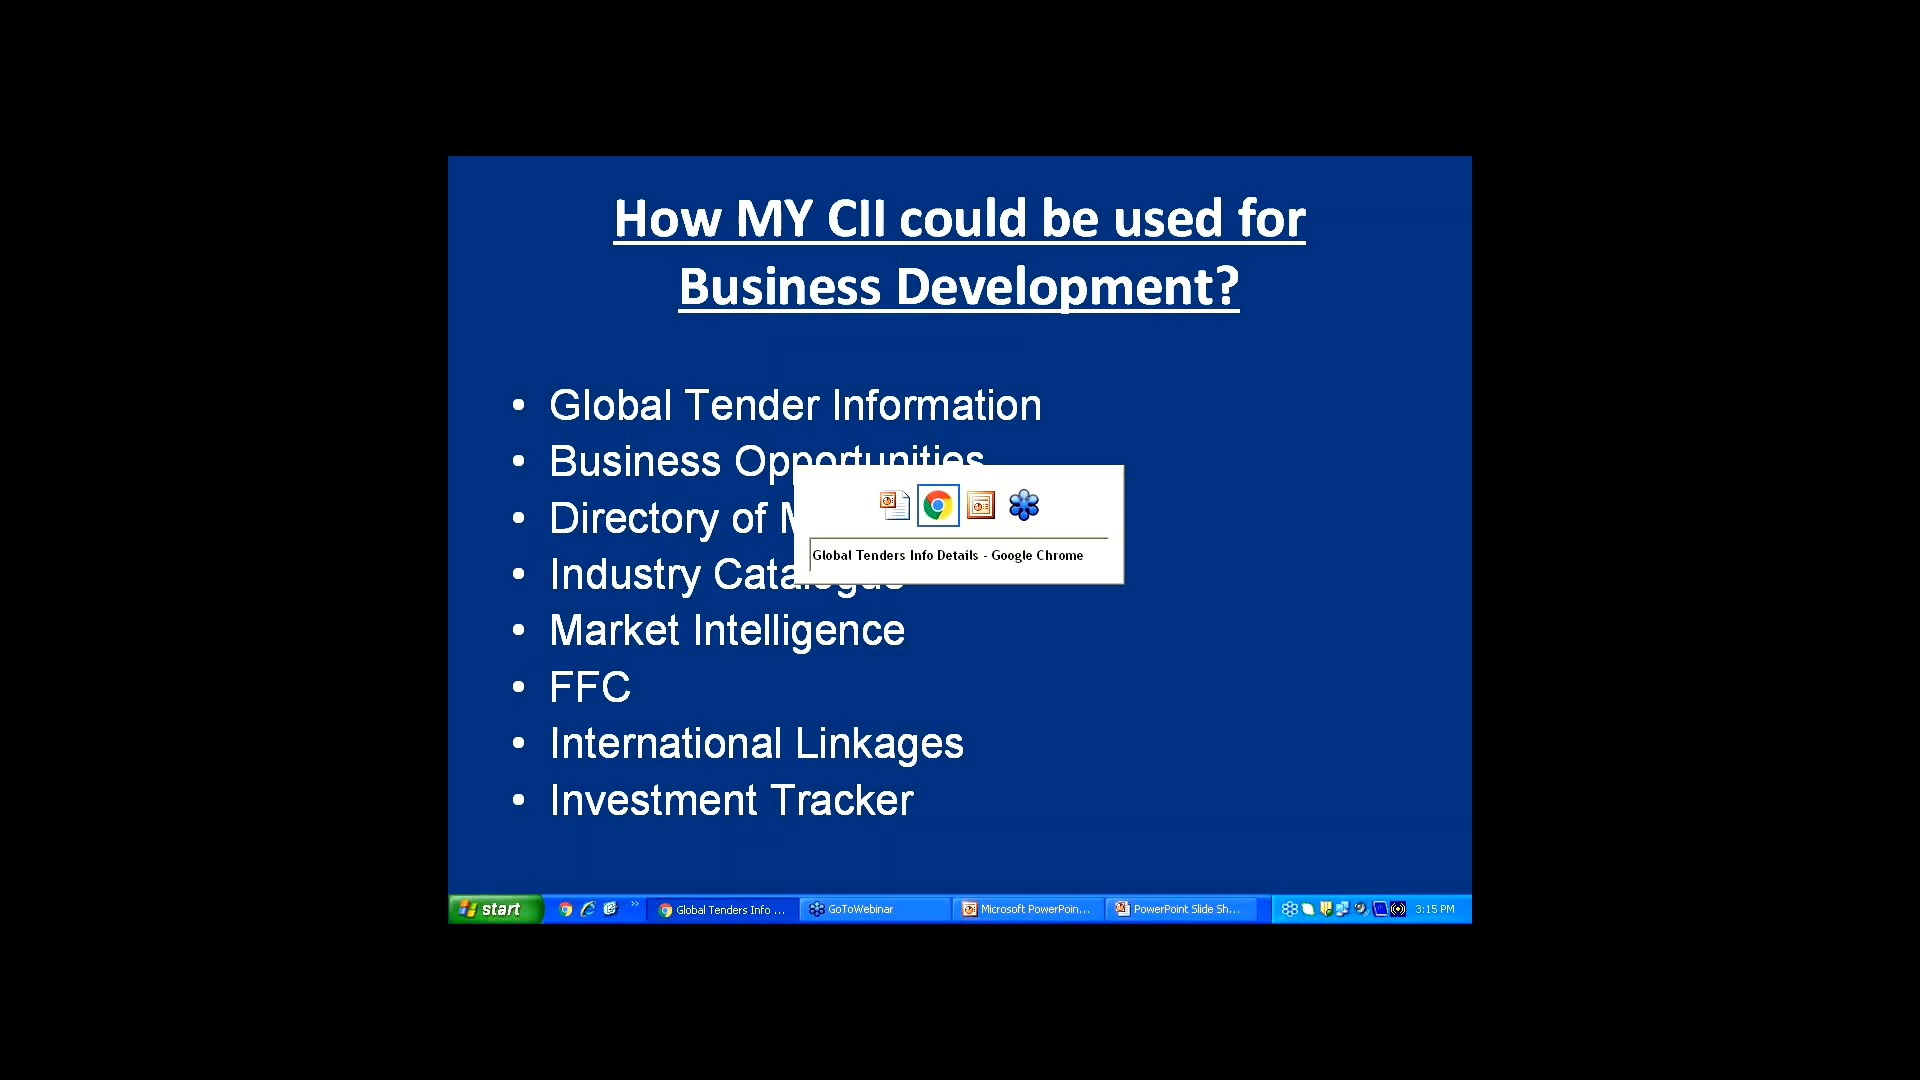 How MY CII could be used for
Business Development?
• Global Tender Information
• Business Opportunities
• Directory of
• Industry Catalogue
• Market Intelligence
• FFC
• International Linkages
• Investment Tracker
Global Tenders Info Details - Google Chrome
start
Global Tenders Info ...
GoToWebinar
Microsoft PowerPoin...
PowerPoint Slide Sh...
3:15 PM